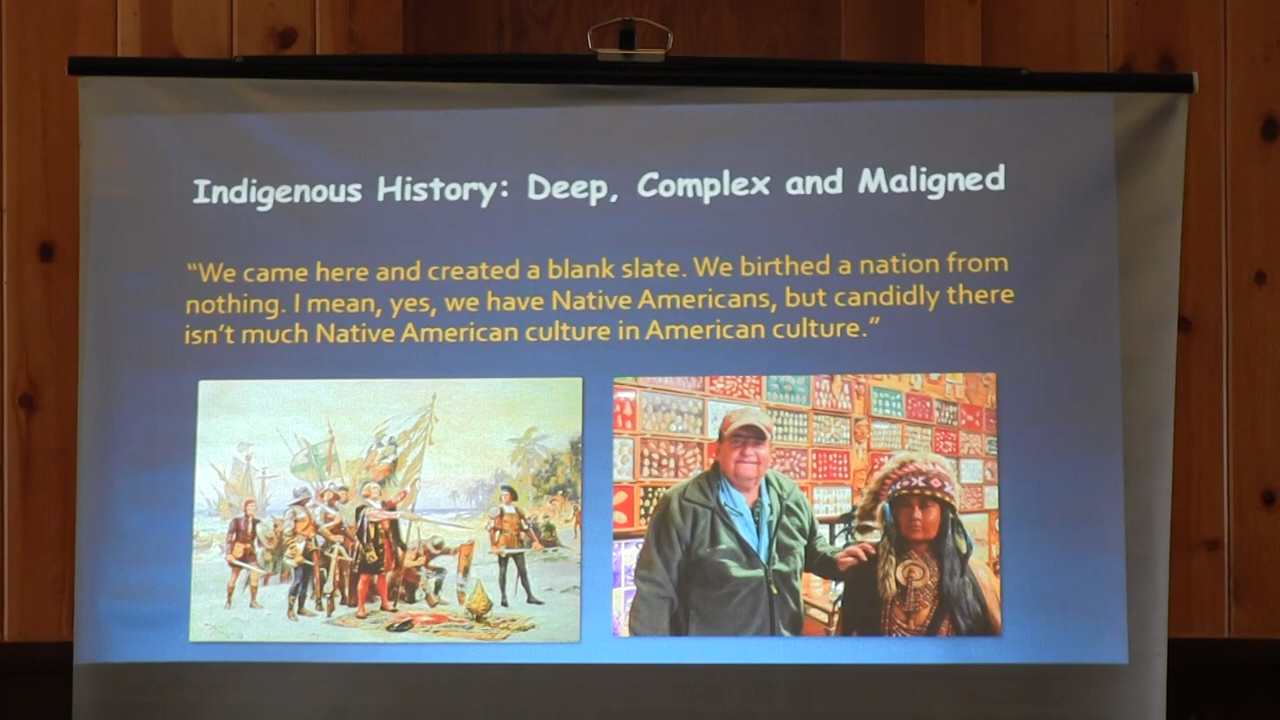 Indigenous History: Deep, Complex and Maligned
“We came here and created a blank slate. We birthed a nation from
nothing. I mean, yes, we have Native Americans, but candidly there
isn’t much Native American culture in American culture.”